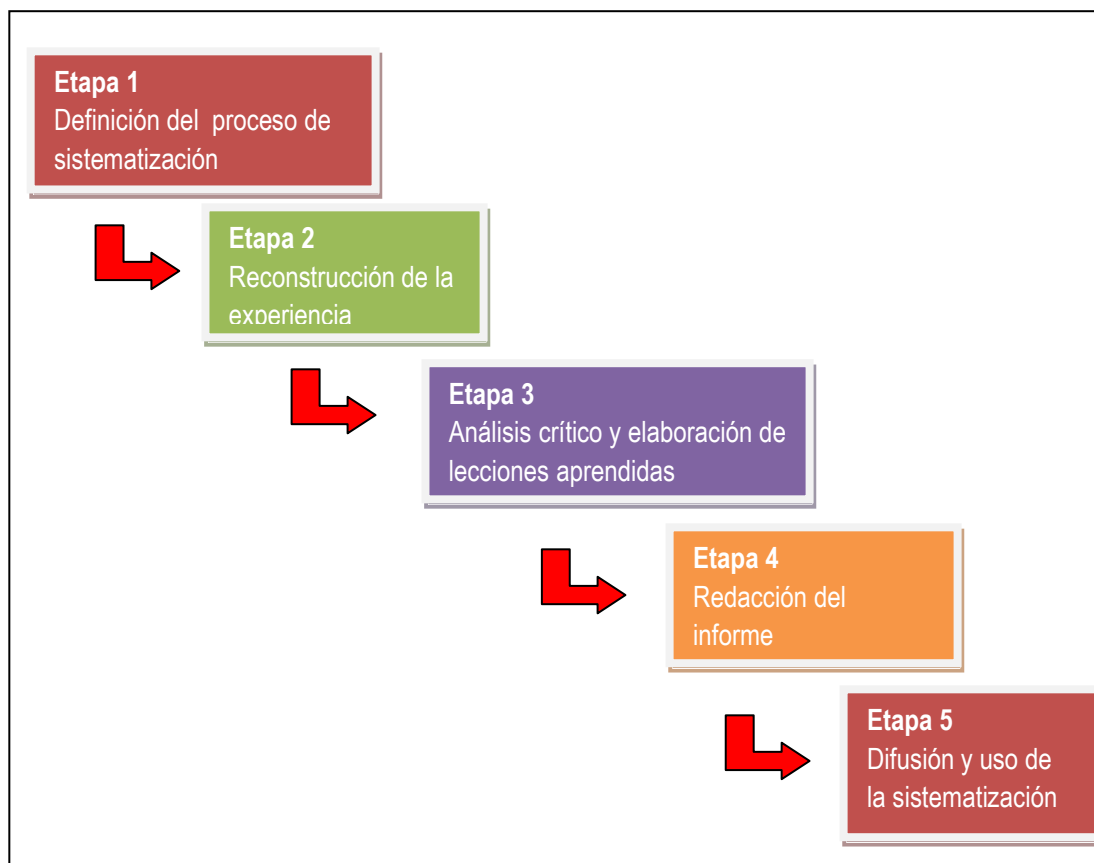 Etapa 1
Definición del proceso de
sistematización
Etapa 2
Reconstrucción de la
experiencia
Etapa 3
Análisis crítico y elaboración de
lecciones aprendidas
Etapa 4
Redacción del
informe
Etapa 5
Difusión y uso de
la sistematización